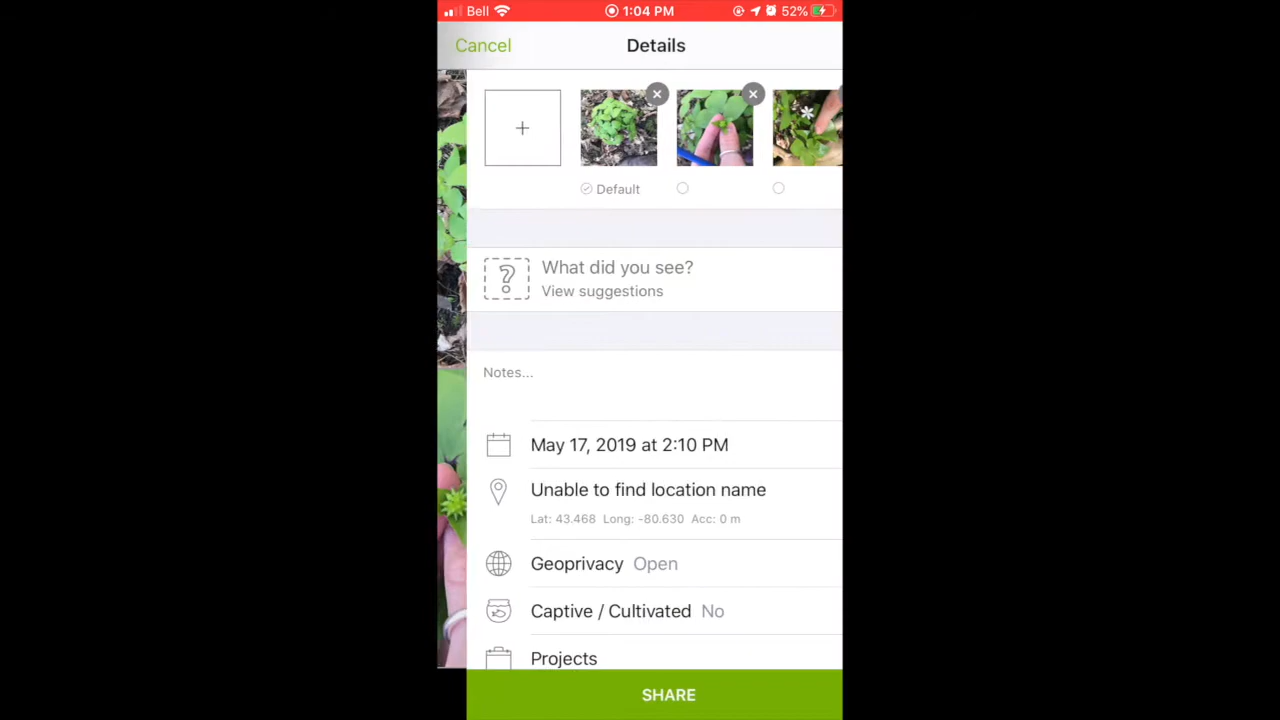 Bell 1:04 PM 52%
Cancel Details
+
Default
?
What did you see?
View suggestions
Notes...
May 17, 2019 at 2:10 PM
Unable to find location name
Lat: 43.468 Long: -80.630 Acc: 0 m
Geoprivacy Open
Captive / Cultivated No
Projects
SHARE